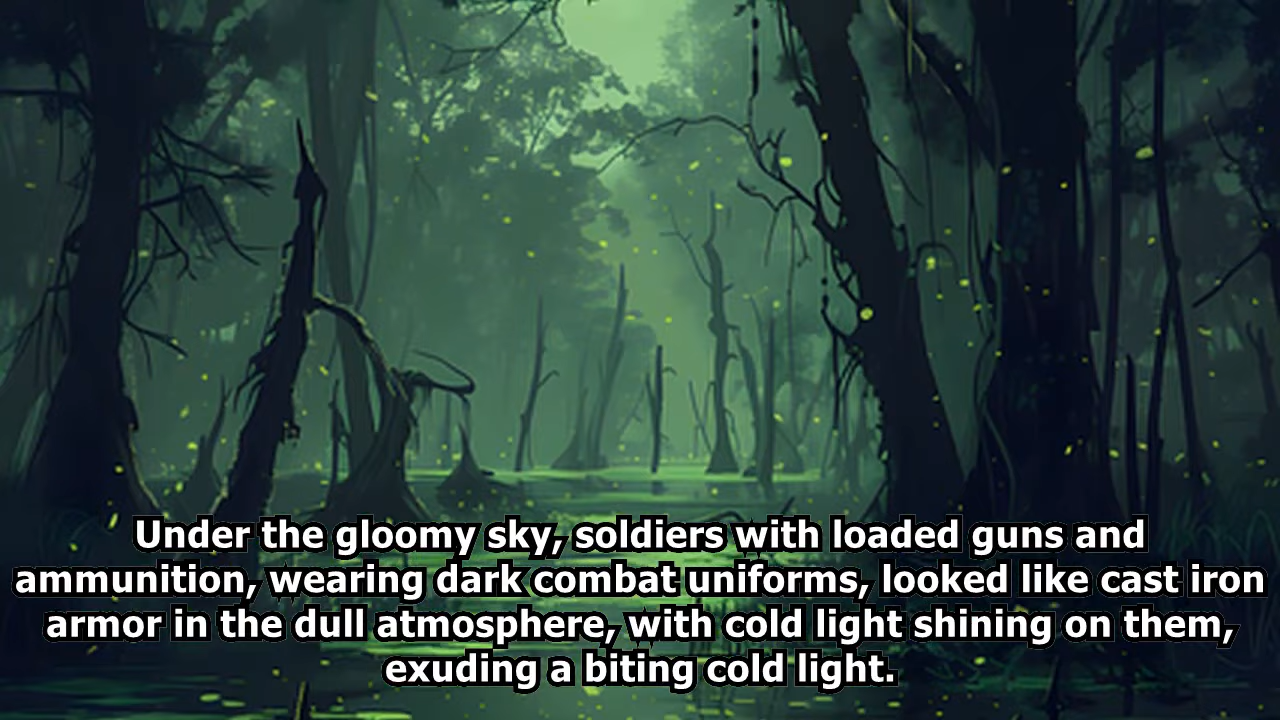 Under the gloomy sky, soldiers with loaded guns and
ammunition, wearing dark combat uniforms, looked like cast iron
armor in the dull atmosphere, with cold light shining on them,
exuding a biting cold light.